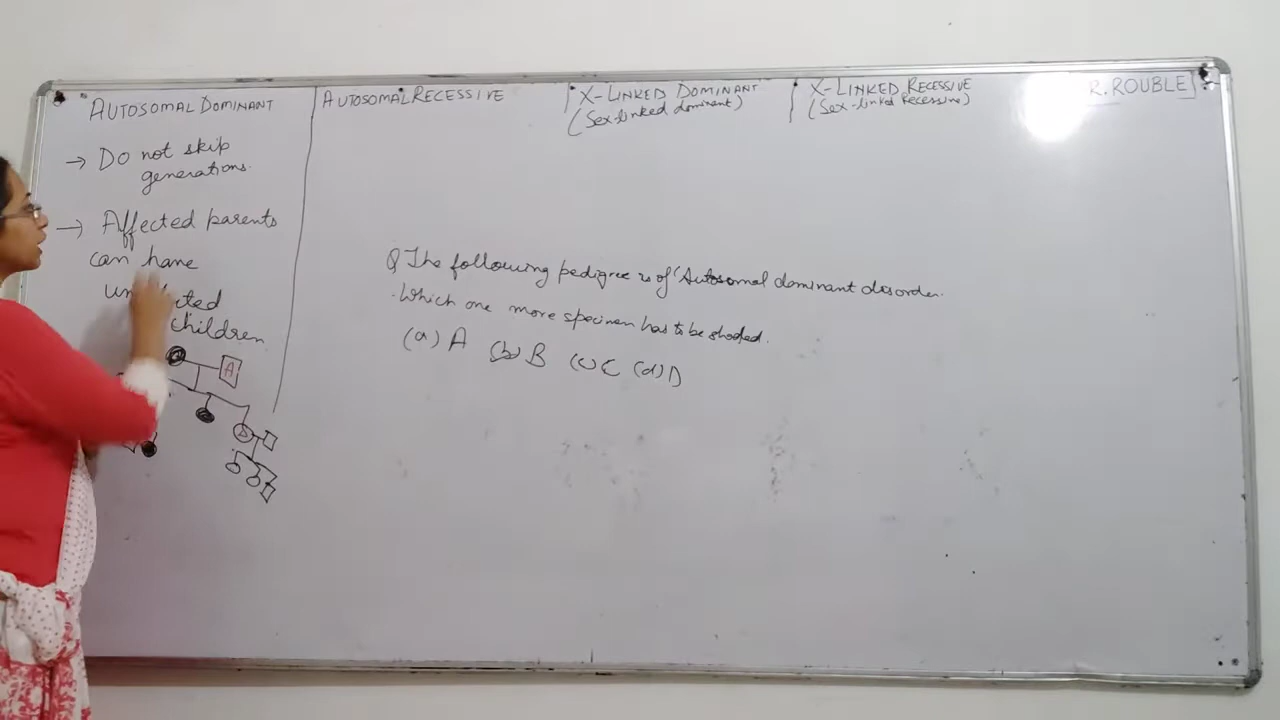 AUTOSOMAL DOMINANT
AUTOSOMAL RECESSIVE
X-LINKED DOMINANT
(Sex-linked dominant)
X-LINKED RECESSIVE
(Sex-linked Recessive)
R. ROUBLE
→ Do not skip
generations.
→ Affected parents
can have
children
A
D
Q The following pedigree is of Autosomal dominant disorder.
Which one more specimen has to be shaded.
(a) A (b) B (c) C (d) D